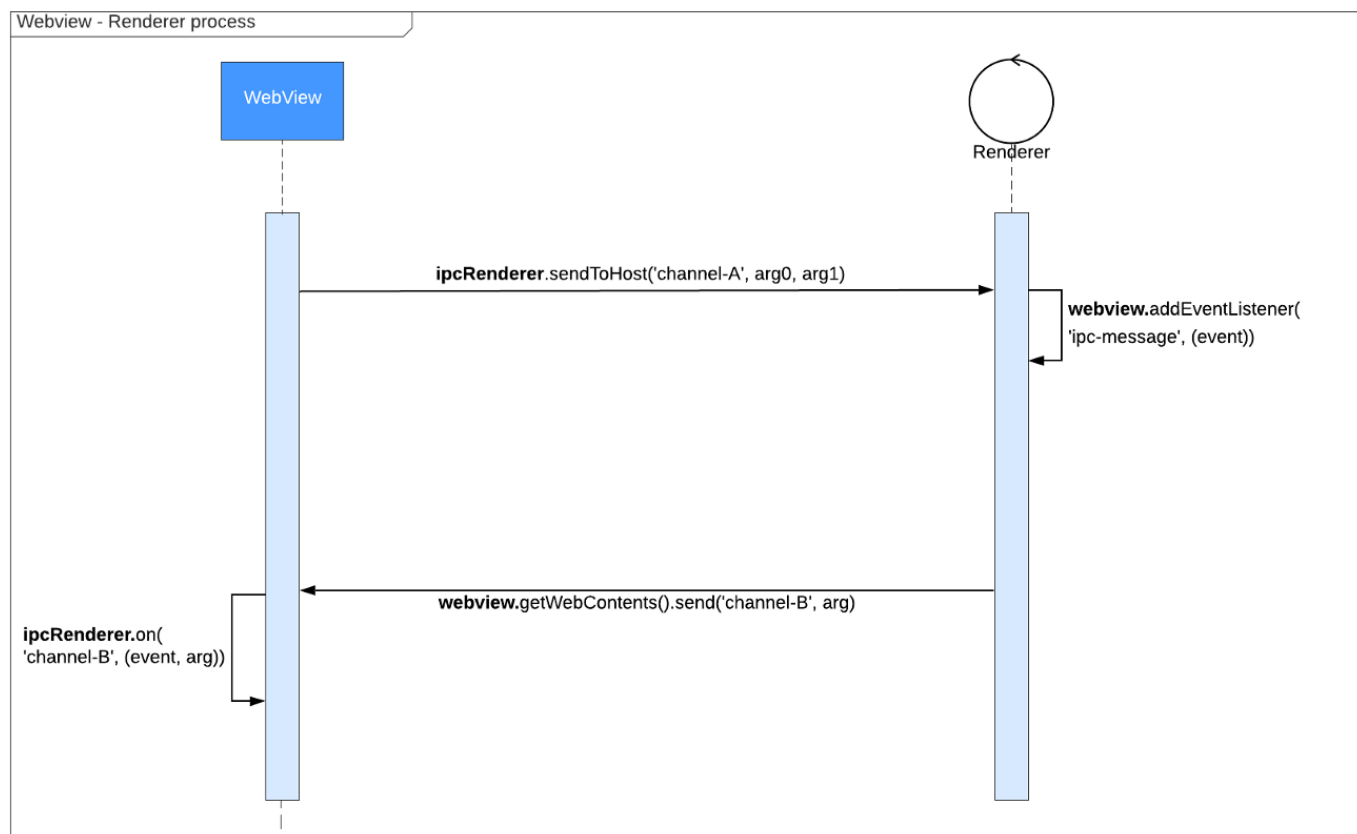 Webview - Renderer process
WebView
Renderer
ipcRenderer.sendToHost('channel-A', arg0, arg1)
webview.addEventListener(
'ipc-message', (event))
webview.getWebContents().send('channel-B', arg)
ipcRenderer.on(
'channel-B', (event, arg))